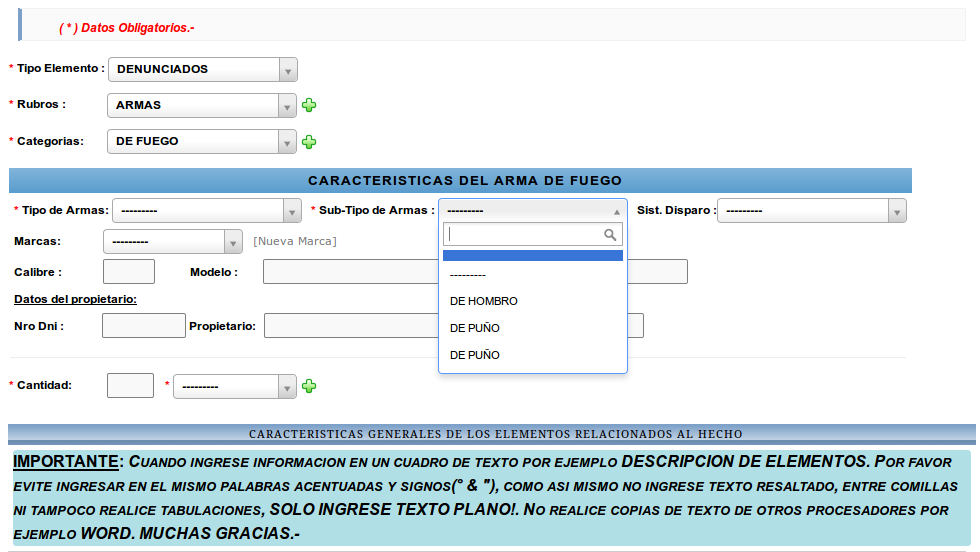 ( * ) Datos Obligatorios.-
* Tipo Elemento : DENUNCIADOS
* Rubros : ARMAS
* Categorias: DE FUEGO
CARACTERISTICAS DEL ARMA DE FUEGO
* Tipo de Armas: --------- * Sub-Tipo de Armas : --------- Sist. Disparo : ---------
Marcas: --------- [Nueva Marca]
Calibre : Modelo :
---------
Datos del propietario:
DE HOMBRO
Nro Dni : Propietario:
DE PUÑO
DE PUÑO
* Cantidad: * ---------
CARACTERISTICAS GENERALES DE LOS ELEMENTOS RELACIONADOS AL HECHO
IMPORTANTE: CUANDO INGRESE INFORMACION EN UN CUADRO DE TEXTO POR EJEMPLO DESCRIPCION DE ELEMENTOS. POR FAVOR
EVITE INGRESAR EN EL MISMO PALABRAS ACENTUADAS Y SIGNOS(° & "), COMO ASI MISMO NO INGRESE TEXTO RESALTADO, ENTRE COMILLAS
NI TAMPOCO REALICE TABULACIONES, SOLO INGRESE TEXTO PLANO!. NO REALICE COPIAS DE TEXTO DE OTROS PROCESADORES POR
EJEMPLO WORD. MUCHAS GRACIAS.-